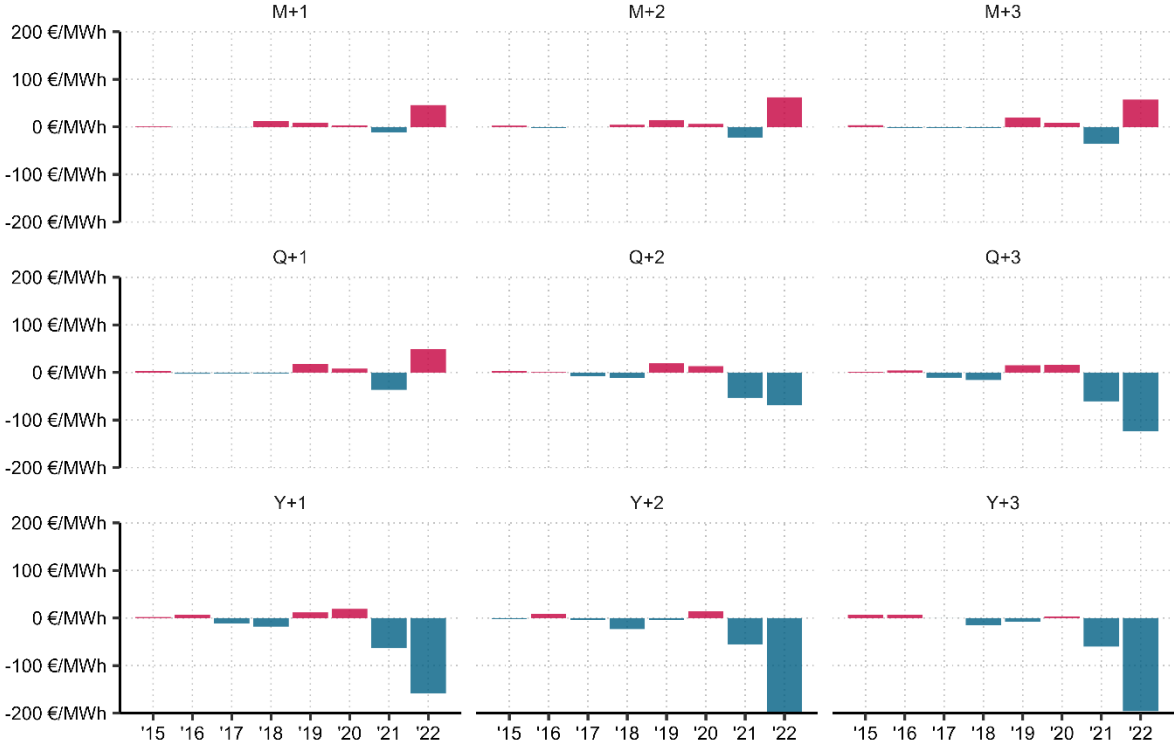 M+1 M+2 M+3
200 €/MWh
100 €/MWh
0 €/MWh
-100 €/MWh
-200 €/MWh
Q+1 Q+2 Q+3
200 €/MWh
100 €/MWh
0 €/MWh
-100 €/MWh
-200 €/MWh
Y+1 Y+2 Y+3
200 €/MWh
100 €/MWh
0 €/MWh
-100 €/MWh
-200 €/MWh
'15 '16 '17 '18 '19 '20 '21 '22 '15 '16 '17 '18 '19 '20 '21 '22 '15 '16 '17 '18 '19 '20 '21 '22